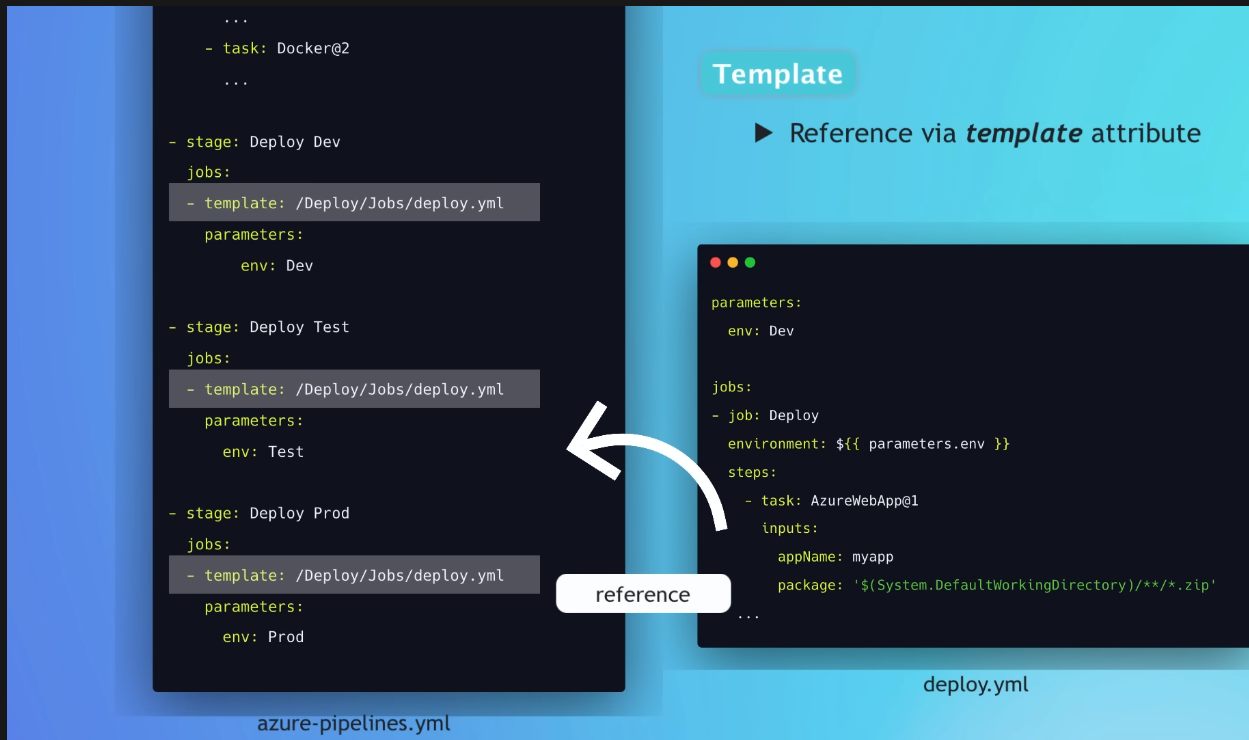 ...
- task: Docker@2
...
- stage: Deploy Dev
jobs:
- template: /Deploy/Jobs/deploy.yml
parameters:
env: Dev
- stage: Deploy Test
jobs:
- template: /Deploy/Jobs/deploy.yml
parameters:
env: Test
- stage: Deploy Prod
jobs:
- template: /Deploy/Jobs/deploy.yml
parameters:
env: Prod
azure-pipelines.yml
Template
▶ Reference via template attribute
parameters:
env: Dev
jobs:
- job: Deploy
environment: ${{ parameters.env }}
steps:
- task: AzureWebApp@1
inputs:
appName: myapp
package: '$(System.DefaultWorkingDirectory)/**/*.zip'
...
reference
deploy.yml